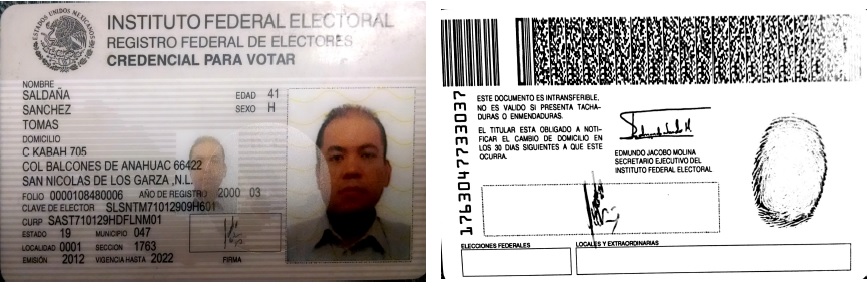 ESTADOS UNIDOS MEXICANOS
INSTITUTO FEDERAL ELECTORAL
REGISTRO FEDERAL DE ELECTORES
CREDENCIAL PARA VOTAR
NOMBRE
SALDAÑA
SANCHEZ
TOMAS
EDAD 41
SEXO H
DOMICILIO
C KABAH 705
COL BALCONES DE ANAHUAC 66422
SAN NICOLAS DE LOS GARZA ,N.L.
FOLIO 0000108480006 AÑO DE REGISTRO 2000 03
CLAVE DE ELECTOR SLSNTM71012909H601
CURP SAST710129HDFLNM01
ESTADO 19 MUNICIPIO 047
LOCALIDAD 0001 SECCION 1763
EMISIÓN 2012 VIGENCIA HASTA 2022
FIRMA
1763047733037
ESTE DOCUMENTO ES INTRANSFERIBLE,
NO ES VALIDO SI PRESENTA TACHA-
DURAS O ENMENDADURAS.
EL TITULAR ESTA OBLIGADO A NOTI-
FICAR EL CAMBIO DE DOMICILIO EN
LOS 30 DIAS SIGUIENTES A QUE ESTE
OCURRA.
EDMUNDO JACOBO MOLINA
SECRETARIO EJECUTIVO DEL
INSTITUTO FEDERAL ELECTORAL
ELECCIONES FEDERALES
LOCALES Y EXTRAORDINARIAS